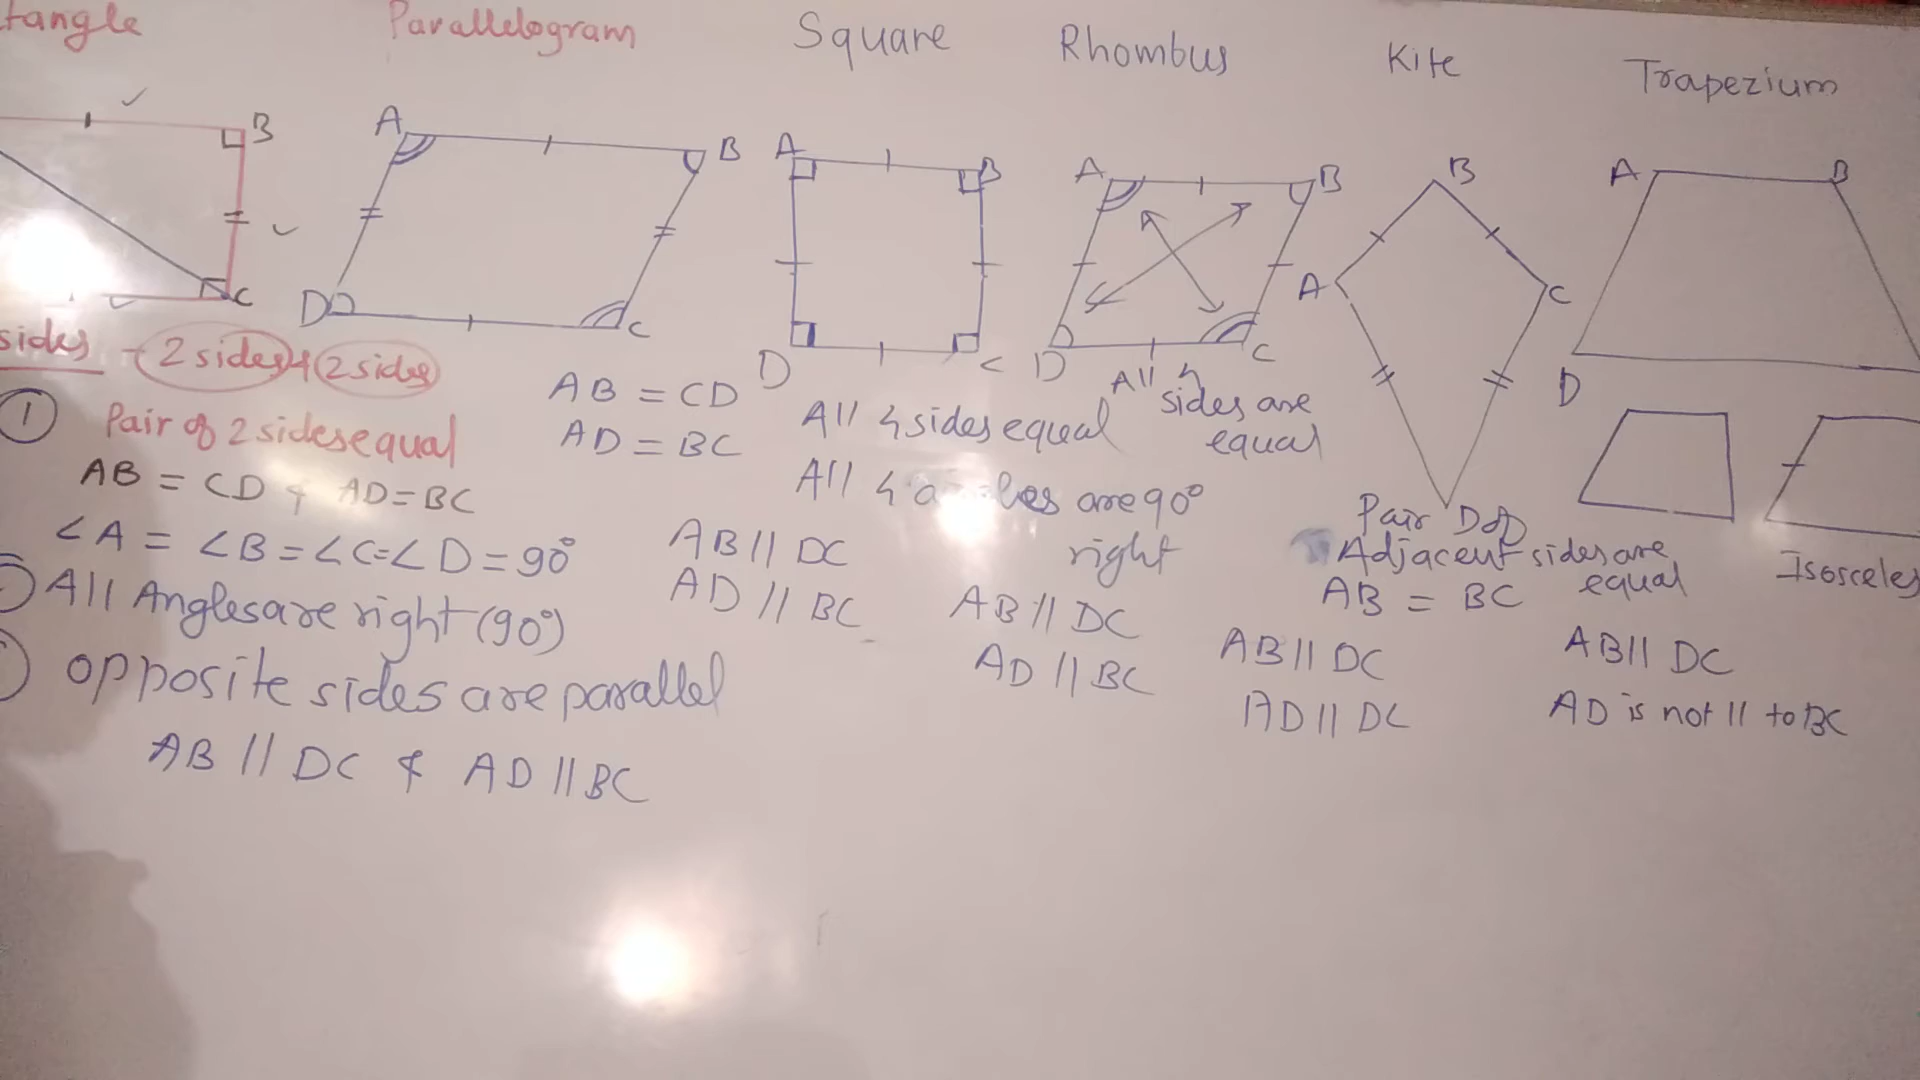 tangle
B
C
sides - 2 sides & 2 sides
1 Pair of 2 sides equal
AB = CD & AD = BC
∠A = ∠B = ∠C = ∠D = 90°
All Angles are right (90°)
opposite sides are parallel
AB // DC & AD // BC
Parallelogram
A
B
D
C
AB = CD
AD = BC
AB // DC
AD // BC
Square
A
B
D
C
All 4 sides equal
All 4 are 90°
right
AB // DC
AD // BC
Rhombus
A
B
D
C
All 4
sides are
equal
AB // DC
AD // DC
Kite
B
A
C
D
Pair of
Adjacent sides are
equal
AB = BC
Trapezium
A
B
D
Isosceles
AB // DC
AD is not // to BC